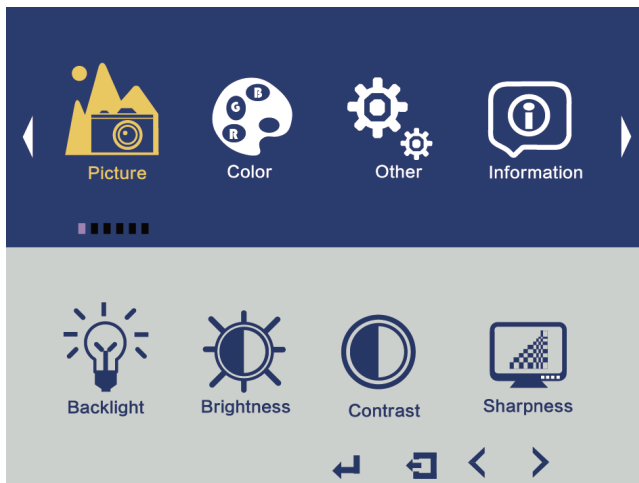 B
G
R
Picture Color Other Information
Backlight Brightness Contrast Sharpness